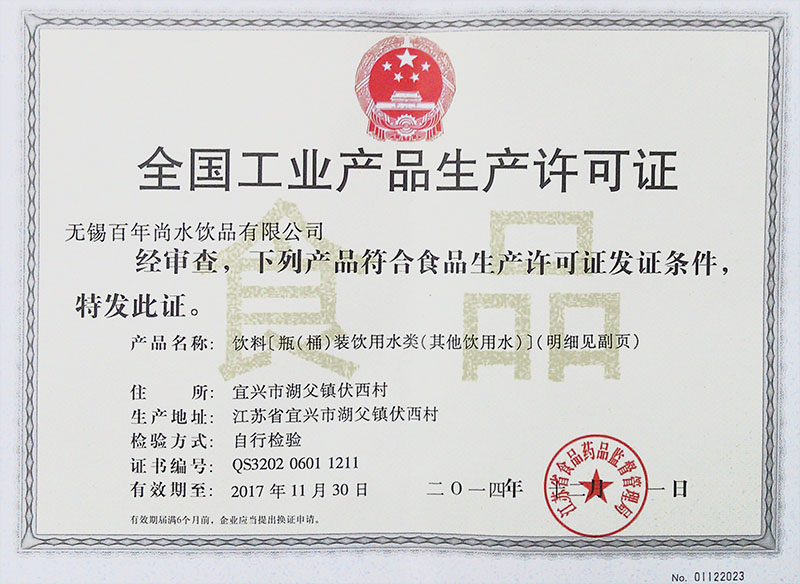 全国工业产品生产许可证
食品
无锡百年尚水饮品有限公司
经审查，下列产品符合食品生产许可证发证条件，
特发此证。
产品名称：饮料〔瓶(桶)装饮用水类(其他饮用水)〕(明细见副页)
住所：宜兴市湖父镇伏西村
生产地址：江苏省宜兴市湖父镇伏西村
检验方式：自行检验
证书编号：QS3202 0601 1211
有效期至：2017 年 11 月 30 日
二〇一四年 十二月 一日
江苏省食品药品监督管理局
有效期届满6个月前，企业应当提出换证申请。
No. 01122023